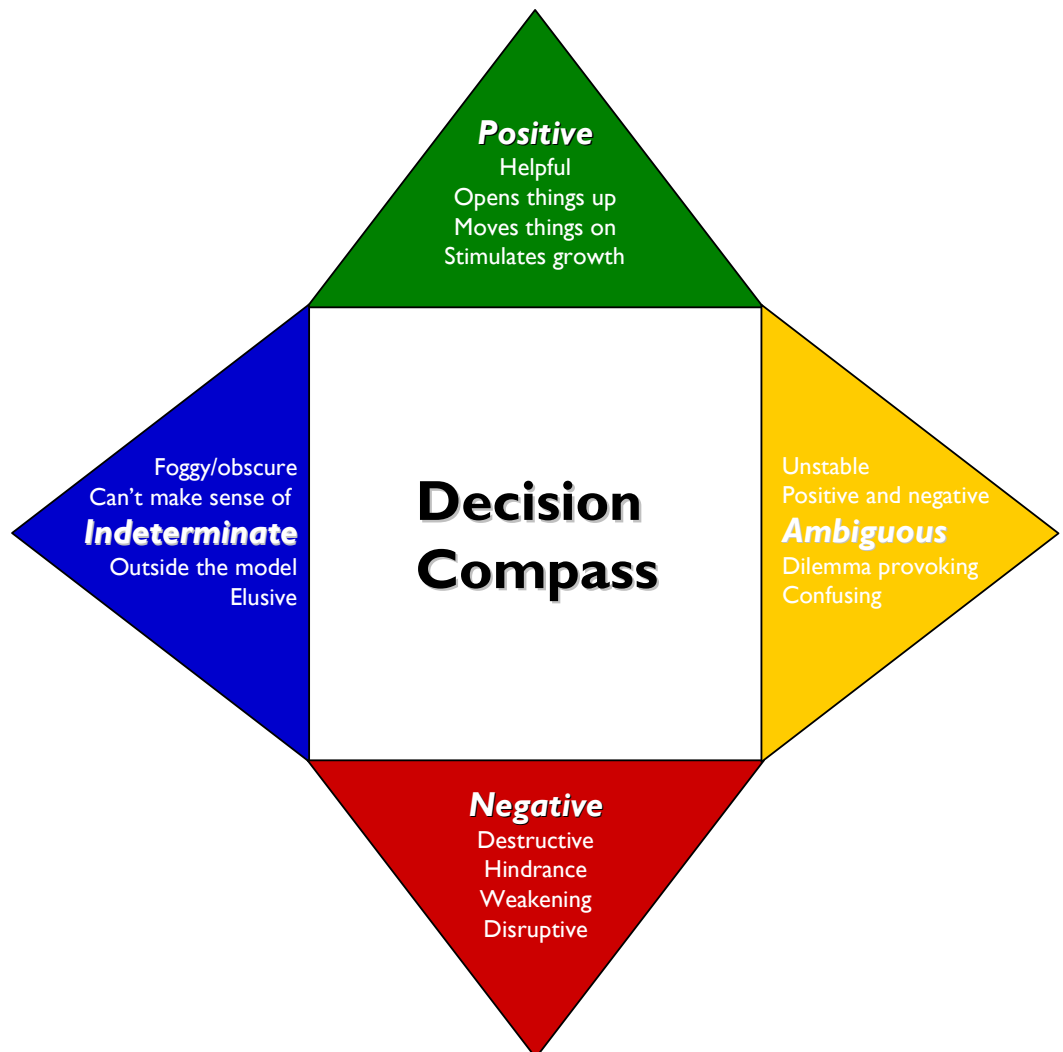 Positive
Helpful
Opens things up
Moves things on
Stimulates growth
Foggy/obscure
Can’t make sense of
Indeterminate
Outside the model
Elusive
Decision
Compass
Unstable
Positive and negative
Ambiguous
Dilemma provoking
Confusing
Negative
Destructive
Hindrance
Weakening
Disruptive